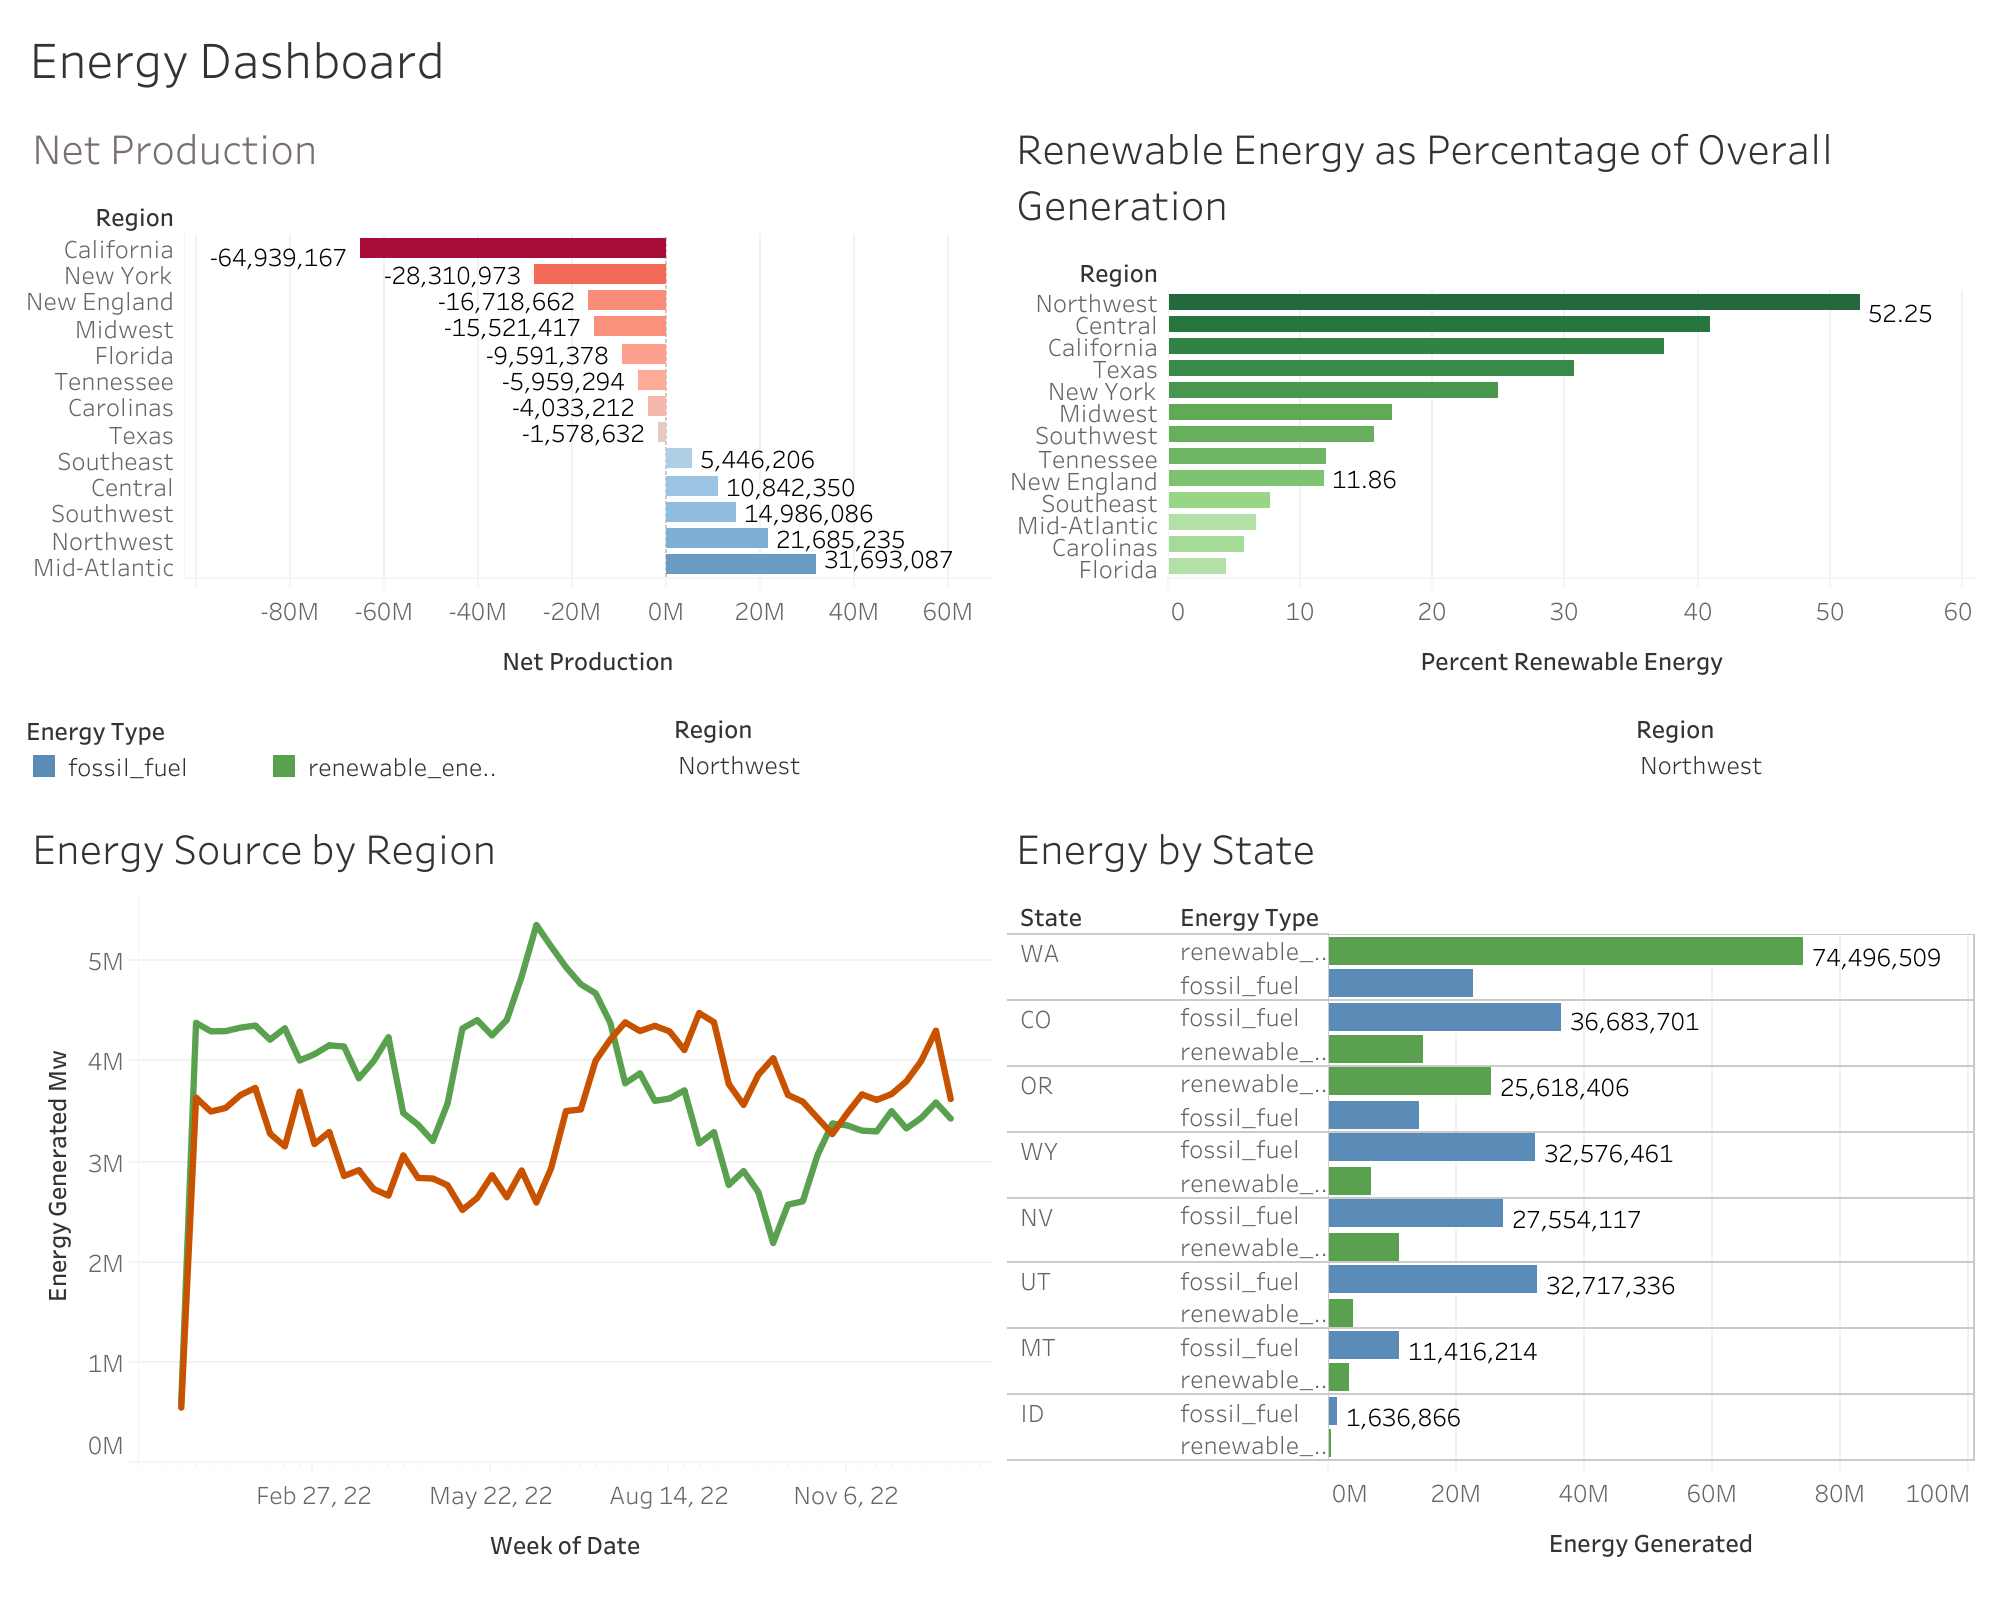 Energy Dashboard
Net Production
Region
California -64,939,167
New York -28,310,973
New England -16,718,662
Midwest -15,521,417
Florida -9,591,378
Tennessee -5,959,294
Carolinas -4,033,212
Texas -1,578,632
Southeast 5,446,206
Central 10,842,350
Southwest 14,986,086
Northwest 21,685,235
Mid-Atlantic 31,693,087
-80M -60M -40M -20M 0M 20M 40M 60M
Net Production
Renewable Energy as Percentage of Overall
Generation
Region
Northwest 52.25
Central
California
Texas
New York
Midwest
Southwest
Tennessee
New England 11.86
Southeast
Mid-Atlantic
Carolinas
Florida
0 10 20 30 40 50 60
Percent Renewable Energy
Energy Type
fossil_fuel renewable_ene..
Region
Northwest
Region
Northwest
Energy Source by Region
5M
4M
3M
2M
1M
0M
Energy Generated Mw
Feb 27, 22 May 22, 22 Aug 14, 22 Nov 6, 22
Week of Date
Energy by State
State Energy Type
WA renewable_.. 74,496,509
fossil_fuel
CO fossil_fuel 36,683,701
renewable_..
OR renewable_.. 25,618,406
fossil_fuel
WY fossil_fuel 32,576,461
renewable_..
NV fossil_fuel 27,554,117
renewable_..
UT fossil_fuel 32,717,336
renewable_..
MT fossil_fuel 11,416,214
renewable_..
ID fossil_fuel 1,636,866
renewable_..
0M 20M 40M 60M 80M 100M
Energy Generated